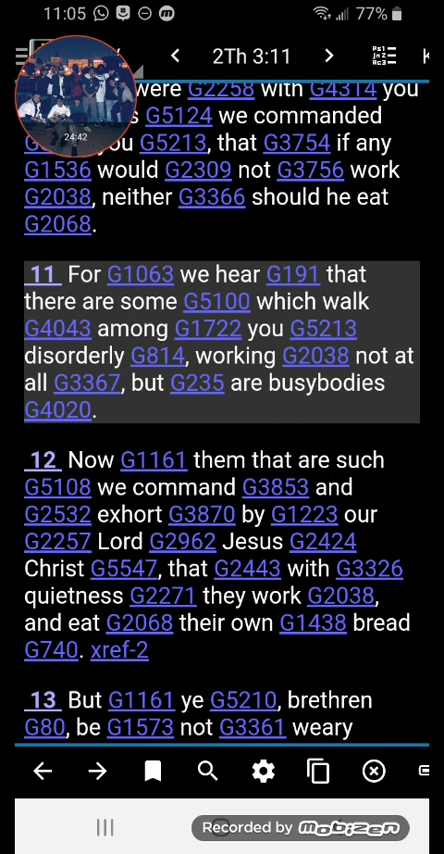 11:05 77%
2Th 3:11
were G2258 with G4314 you
G5124 we commanded
you G5213, that G3754 if any
G1536 would G2309 not G3756 work
G2038, neither G3366 should he eat
G2068.
11 For G1063 we hear G191 that
there are some G5100 which walk
G4043 among G1722 you G5213
disorderly G814, working G2038 not at
all G3367, but G235 are busybodies
G4020.
12 Now G1161 them that are such
G5108 we command G3853 and
G2532 exhort G3870 by G1223 our
G2257 Lord G2962 Jesus G2424
Christ G5547, that G2443 with G3326
quietness G2271 they work G2038,
and eat G2068 their own G1438 bread
G740. xref-2
13 But G1161 ye G5210, brethren
G80, be G1573 not G3361 weary
24:42
Recorded by Mobizen